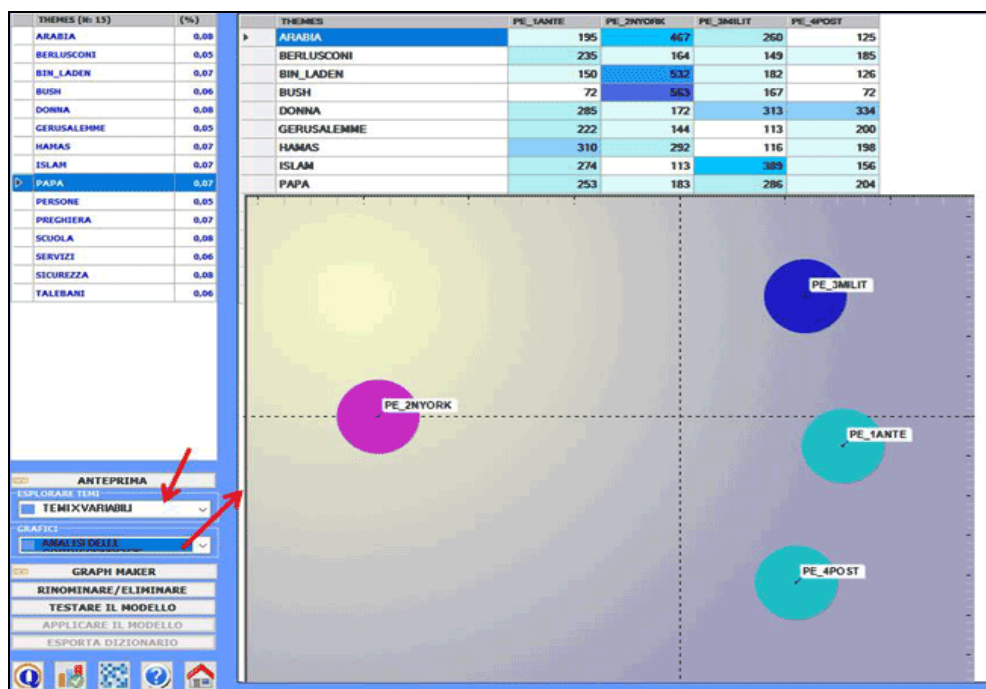 THEMES (N: 15) (%)
ARABIA 0,08
BERLUSCONI 0,05
BIN_LADEN 0,07
BUSH 0,06
DONNA 0,08
GERUSALEMME 0,05
HAMAS 0,07
ISLAM 0,07
PAPA 0,07
PERSONE 0,05
PREGHIERA 0,07
SCUOLA 0,08
SERVIZI 0,06
SICUREZZA 0,08
TALEBANI 0,06
THEMES PE_1ANTE PE_2NYORK PE_3MILIT PE_4POST
ARABIA 195 467 260 125
BERLUSCONI 235 164 149 185
BIN_LADEN 150 532 182 126
BUSH 72 563 167 72
DONNA 285 172 313 334
GERUSALEMME 222 144 113 200
HAMAS 310 292 116 198
ISLAM 274 113 389 156
PAPA 253 183 286 204
PE_3MILIT
PE_2NYORK
PE_1ANTE
PE_4POST
ANTEPRIMA
ESPLORARE TEMI
TEMI X VARIABILI
GRAFICI
ANALISI DELLE
GRAPH MAKER
RINOMINARE/ELIMINARE
TESTARE IL MODELLO
APPLICARE IL MODELLO
ESPORTA DIZIONARIO